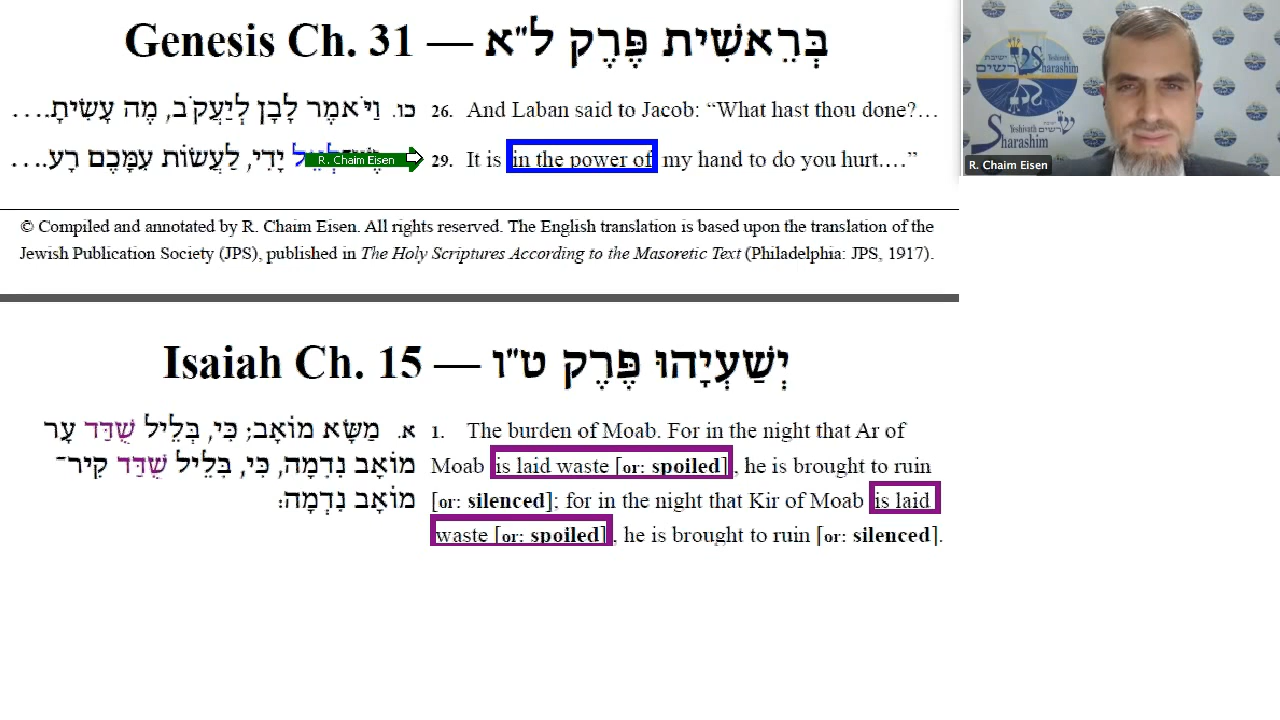 Genesis Ch. 31 — בְּרֵאשִׁית פֶּרֶק ל״א
כו. וַיֹּאמֶר לָבָן לְיַעֲקֹב, מֶה עָשִׂיתָ....
26. And Laban said to Jacob: “What hast thou done?…
יָדִי, לַעֲשׂוֹת עִמָּכֶם רָע....
R. Chaim Eisen
29. It is in the power of my hand to do you hurt….”
© Compiled and annotated by R. Chaim Eisen. All rights reserved. The English translation is based upon the translation of the
Jewish Publication Society (JPS), published in The Holy Scriptures According to the Masoretic Text (Philadelphia: JPS, 1917).
Isaiah Ch. 15 — יְשַׁעְיָהוּ פֶּרֶק ט״ו
א. מַשָּׂא מוֹאָב; כִּי, בְּלֵיל שֻׁדַּד עָר
מוֹאָב נִדְמָה, כִּי, בְּלֵיל שֻׁדַּד קִיר־
מוֹאָב נִדְמָה:
1. The burden of Moab. For in the night that Ar of
Moab is laid waste [or: spoiled], he is brought to ruin
[or: silenced]; for in the night that Kir of Moab is laid
waste [or: spoiled], he is brought to ruin [or: silenced].
Yeshivath
Sharashim
ישיבת
שרשים
Yeshivath שרשים
Sharashim
R. Chaim Eisen